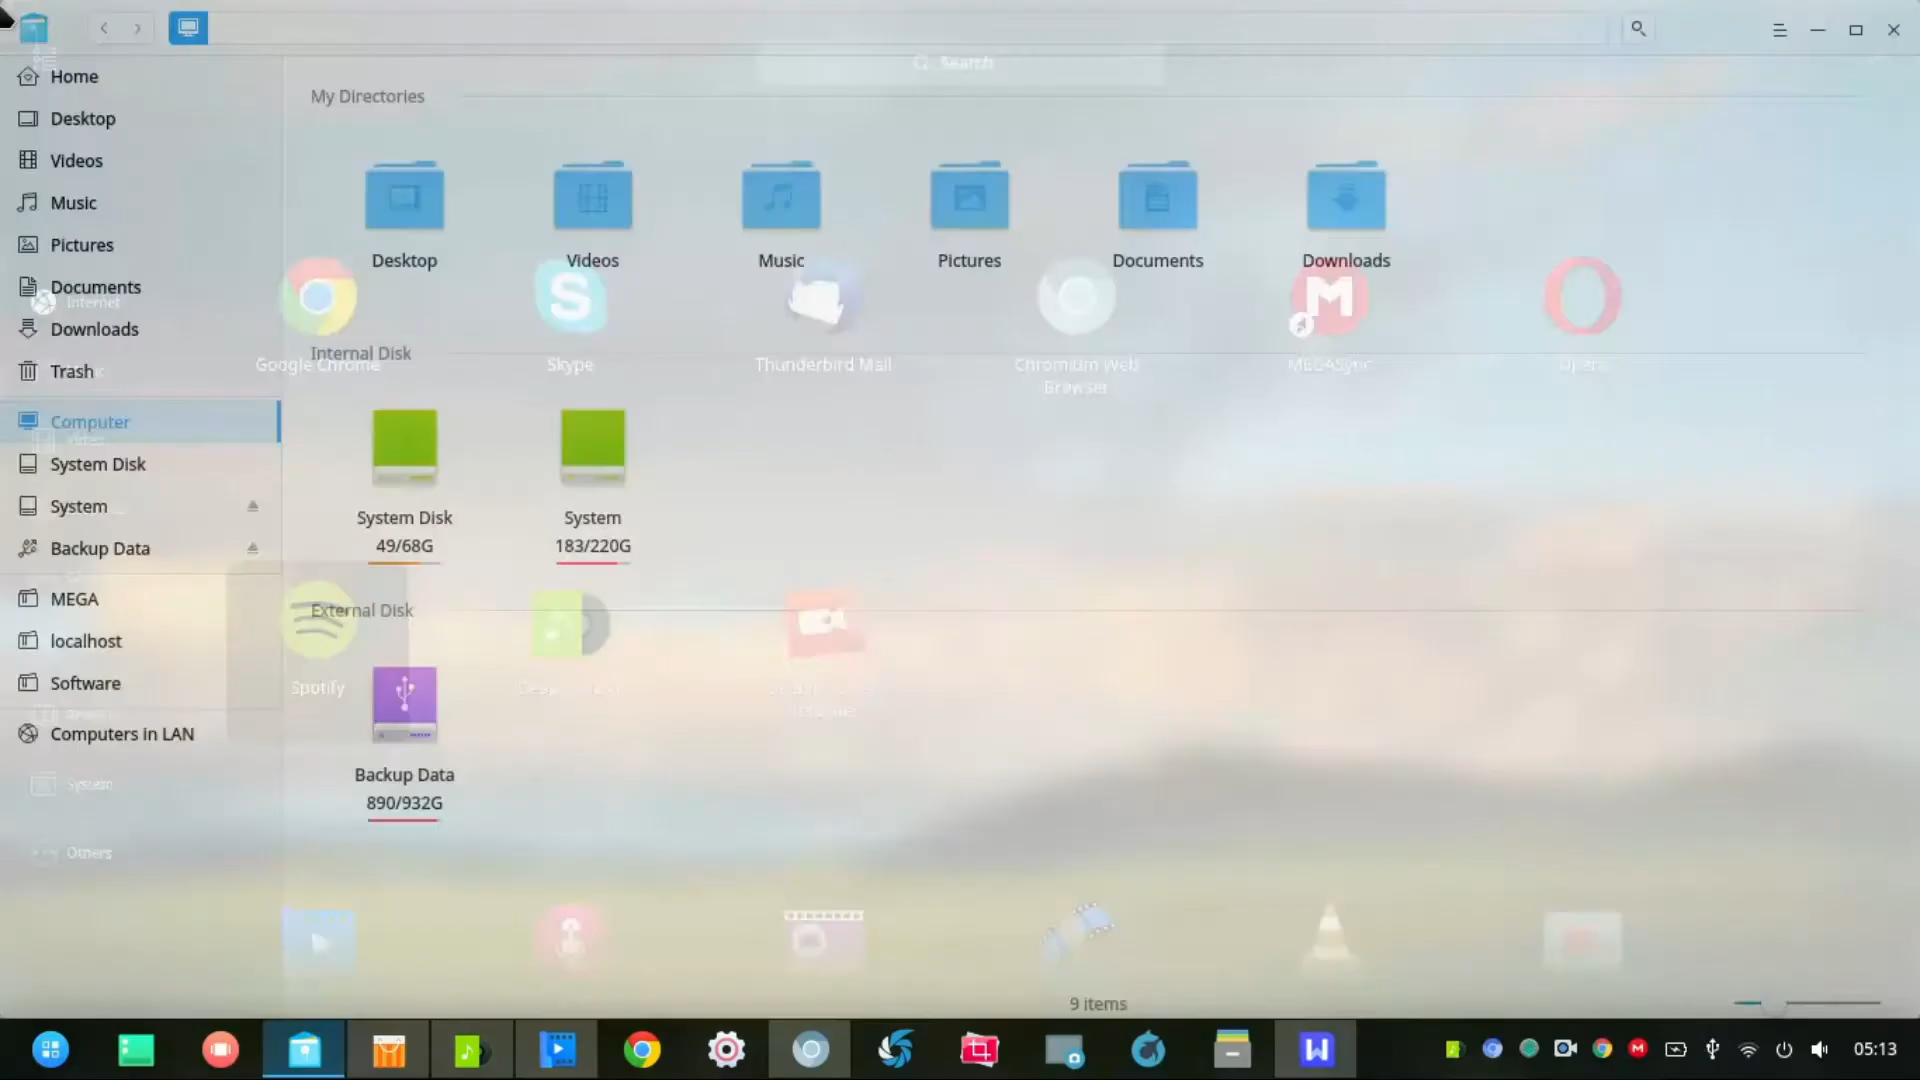 Search
Home
Desktop
Videos
Music
Pictures
Documents
Internet
Downloads
Trash
Computer
Video
System Disk
System
Backup Data
MEGA
localhost
Software
Computers in LAN
System
Others
My Directories
Desktop
Videos
Music
Pictures
Documents
Downloads
Google Chrome
Skype
Thunderbird Mail
Chromium Web
Browser
MEGASync
Opera
Internal Disk
System Disk
49/68G
System
183/220G
External Disk
Spotify
Backup Data
890/932G
9 items
05:13